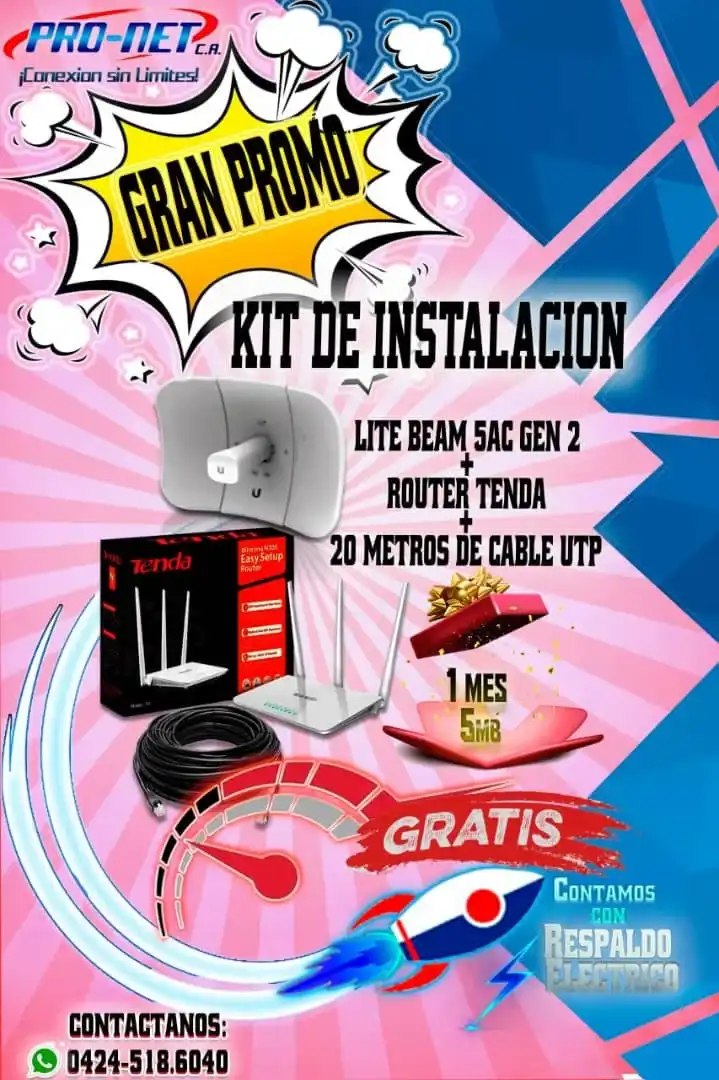 PRO-NET C.A.
¡Conexion sin Limites!
GRAN PROMO
KIT DE INSTALACION
LITE BEAM 5AC GEN 2
+
ROUTER TENDA
+
20 METROS DE CABLE UTP
Tenda
Easy Setup
Router
1 MES
5MB
GRATIS
CONTAMOS
CON
RESPALDO
ELECTRICO
CONTACTANOS:
0424-518.6040